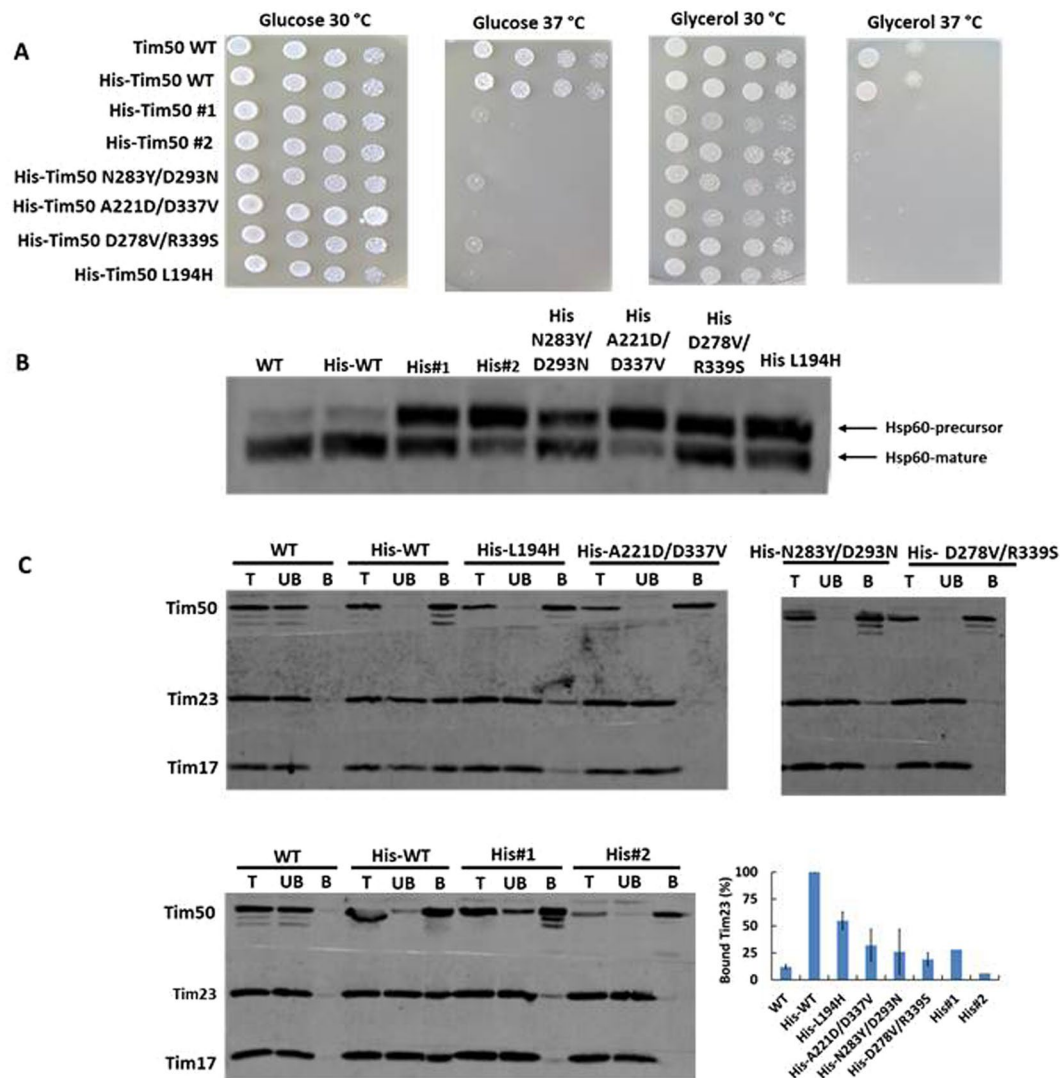 Glucose 30 °C
Glucose 37 °C
Glycerol 30 °C
Glycerol 37 °C
A
Tim50 WT
His-Tim50 WT
His-Tim50 #1
His-Tim50 #2
His-Tim50 N283Y/D293N
His-Tim50 A221D/D337V
His-Tim50 D278V/R339S
His-Tim50 L194H
B
WT
His-WT
His#1
His#2
His
N283Y/
D293N
His
A221D/
D337V
His
D278V/
R339S
His L194H
Hsp60-precursor
Hsp60-mature
C
WT
His-WT
His-L194H
His-A221D/D337V
His-N283Y/D293N
His- D278V/R339S
T UB B T UB B T UB B T UB B
T UB B T UB B
Tim50
Tim23
Tim17
WT
His-WT
His#1
His#2
T UB B T UB B T UB B T UB B
Tim50
Tim23
Tim17
Bound Tim23 (%)
100
75
50
25
0
WT
His-WT
His-L194H
His-A221D/D337V
His-N283Y/D293N
His-D278V/R339S
His#1
His#2